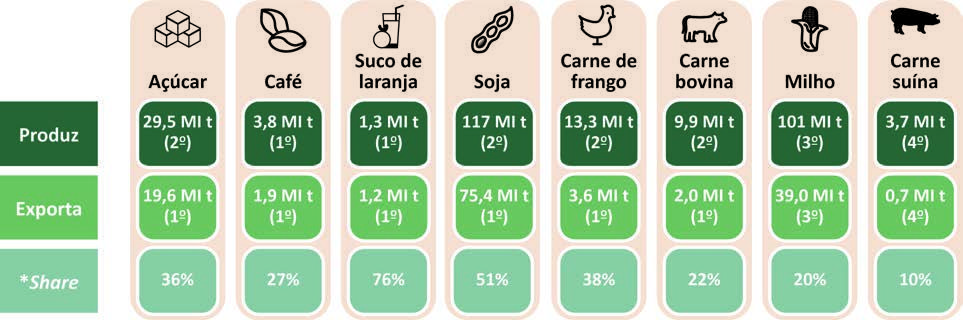 Açúcar
Café
Suco de
laranja
Soja
Carne de
frango
Carne
bovina
Milho
Carne
suína
Produz
29,5 MI t
(2º)
3,8 MI t
(1º)
1,3 MI t
(1º)
117 MI t
(2º)
13,3 MI t
(2º)
9,9 MI t
(2º)
101 MI t
(3º)
3,7 MI t
(4º)
Exporta
19,6 MI t
(1º)
1,9 MI t
(1º)
1,2 MI t
(1º)
75,4 MI t
(1º)
3,6 MI t
(1º)
2,0 MI t
(1º)
39,0 MI t
(3º)
0,7 MI t
(4º)
*Share
36%
27%
76%
51%
38%
22%
20%
10%